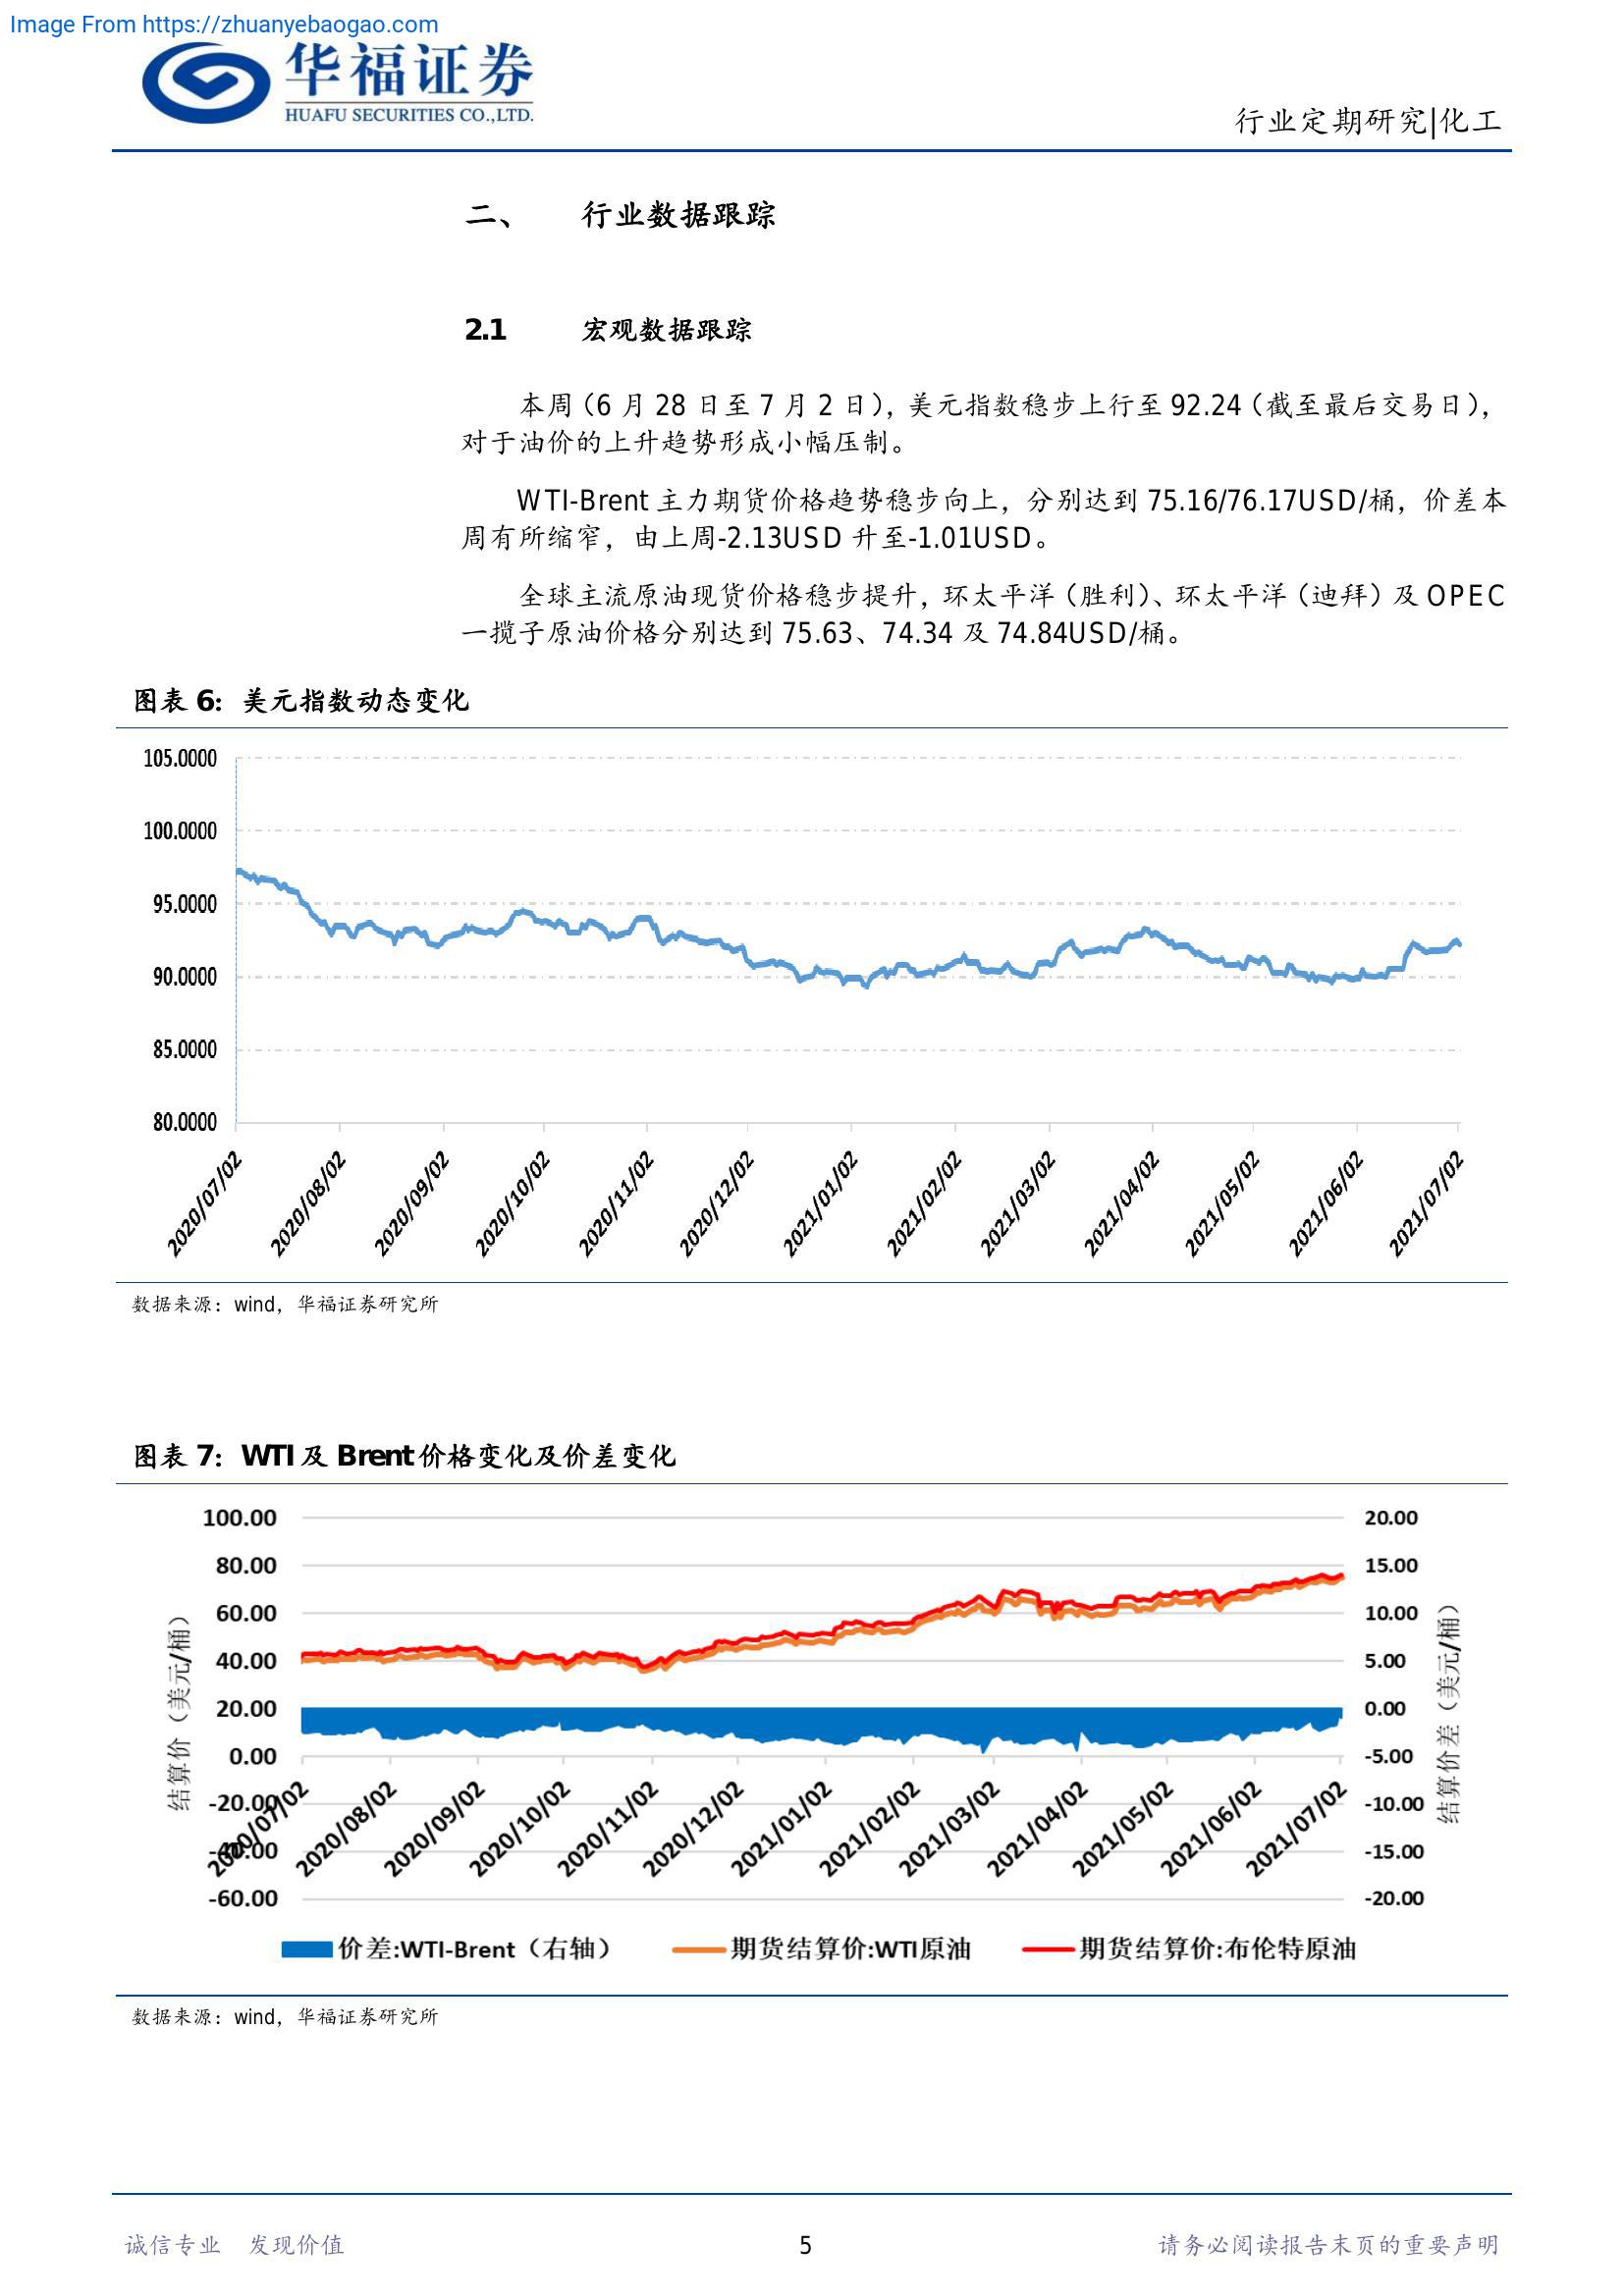 Image From https://zhuanyebaogao.com
华福证券
HUAFU SECURITIES CO.,LTD.
行业定期研究|化工
二、 行业数据跟踪
2.1 宏观数据跟踪
本周（6 月 28 日至 7 月 2 日），美元指数稳步上行至 92.24（截至最后交易日），
对于油价的上升趋势形成小幅压制。
WTI-Brent 主力期货价格趋势稳步向上，分别达到 75.16/76.17USD/桶，价差本
周有所缩窄，由上周-2.13USD 升至-1.01USD。
全球主流原油现货价格稳步提升，环太平洋（胜利）、环太平洋（迪拜）及 OPEC
一揽子原油价格分别达到 75.63、74.34 及 74.84USD/桶。
图表 6：美元指数动态变化
105.0000
100.0000
95.0000
90.0000
85.0000
80.0000
2020/07/02 2020/08/02 2020/09/02 2020/10/02 2020/11/02 2020/12/02 2021/01/02 2021/02/02 2021/03/02 2021/04/02 2021/05/02 2021/06/02 2021/07/02
数据来源：wind，华福证券研究所
图表 7：WTI 及 Brent 价格变化及价差变化
100.00 20.00
80.00 15.00
60.00 10.00
40.00 5.00
20.00 0.00
0.00 -5.00
-20.00 -10.00
-40.00 -15.00
-60.00 -20.00
结算价（美元/桶）
结算价差（美元/桶）
2020/07/02 2020/08/02 2020/09/02 2020/10/02 2020/11/02 2020/12/02 2021/01/02 2021/02/02 2021/03/02 2021/04/02 2021/05/02 2021/06/02 2021/07/02
价差:WTI-Brent（右轴） 期货结算价:WTI原油 期货结算价:布伦特原油
数据来源：wind，华福证券研究所
诚信专业 发现价值 5 请务必阅读报告末页的重要声明